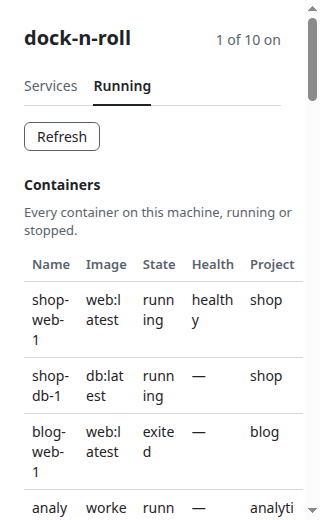 dock-n-roll 1 of 10 on
Services Running
Refresh
Containers
Every container on this machine, running or
stopped.
Name Image State Health Project
shop- web:l runn health shop
web- atest ing y
1
shop- db:lat runn — shop
db-1 est ing
blog- web:l exite — blog
web- atest d
1
analy worke runn — analyti